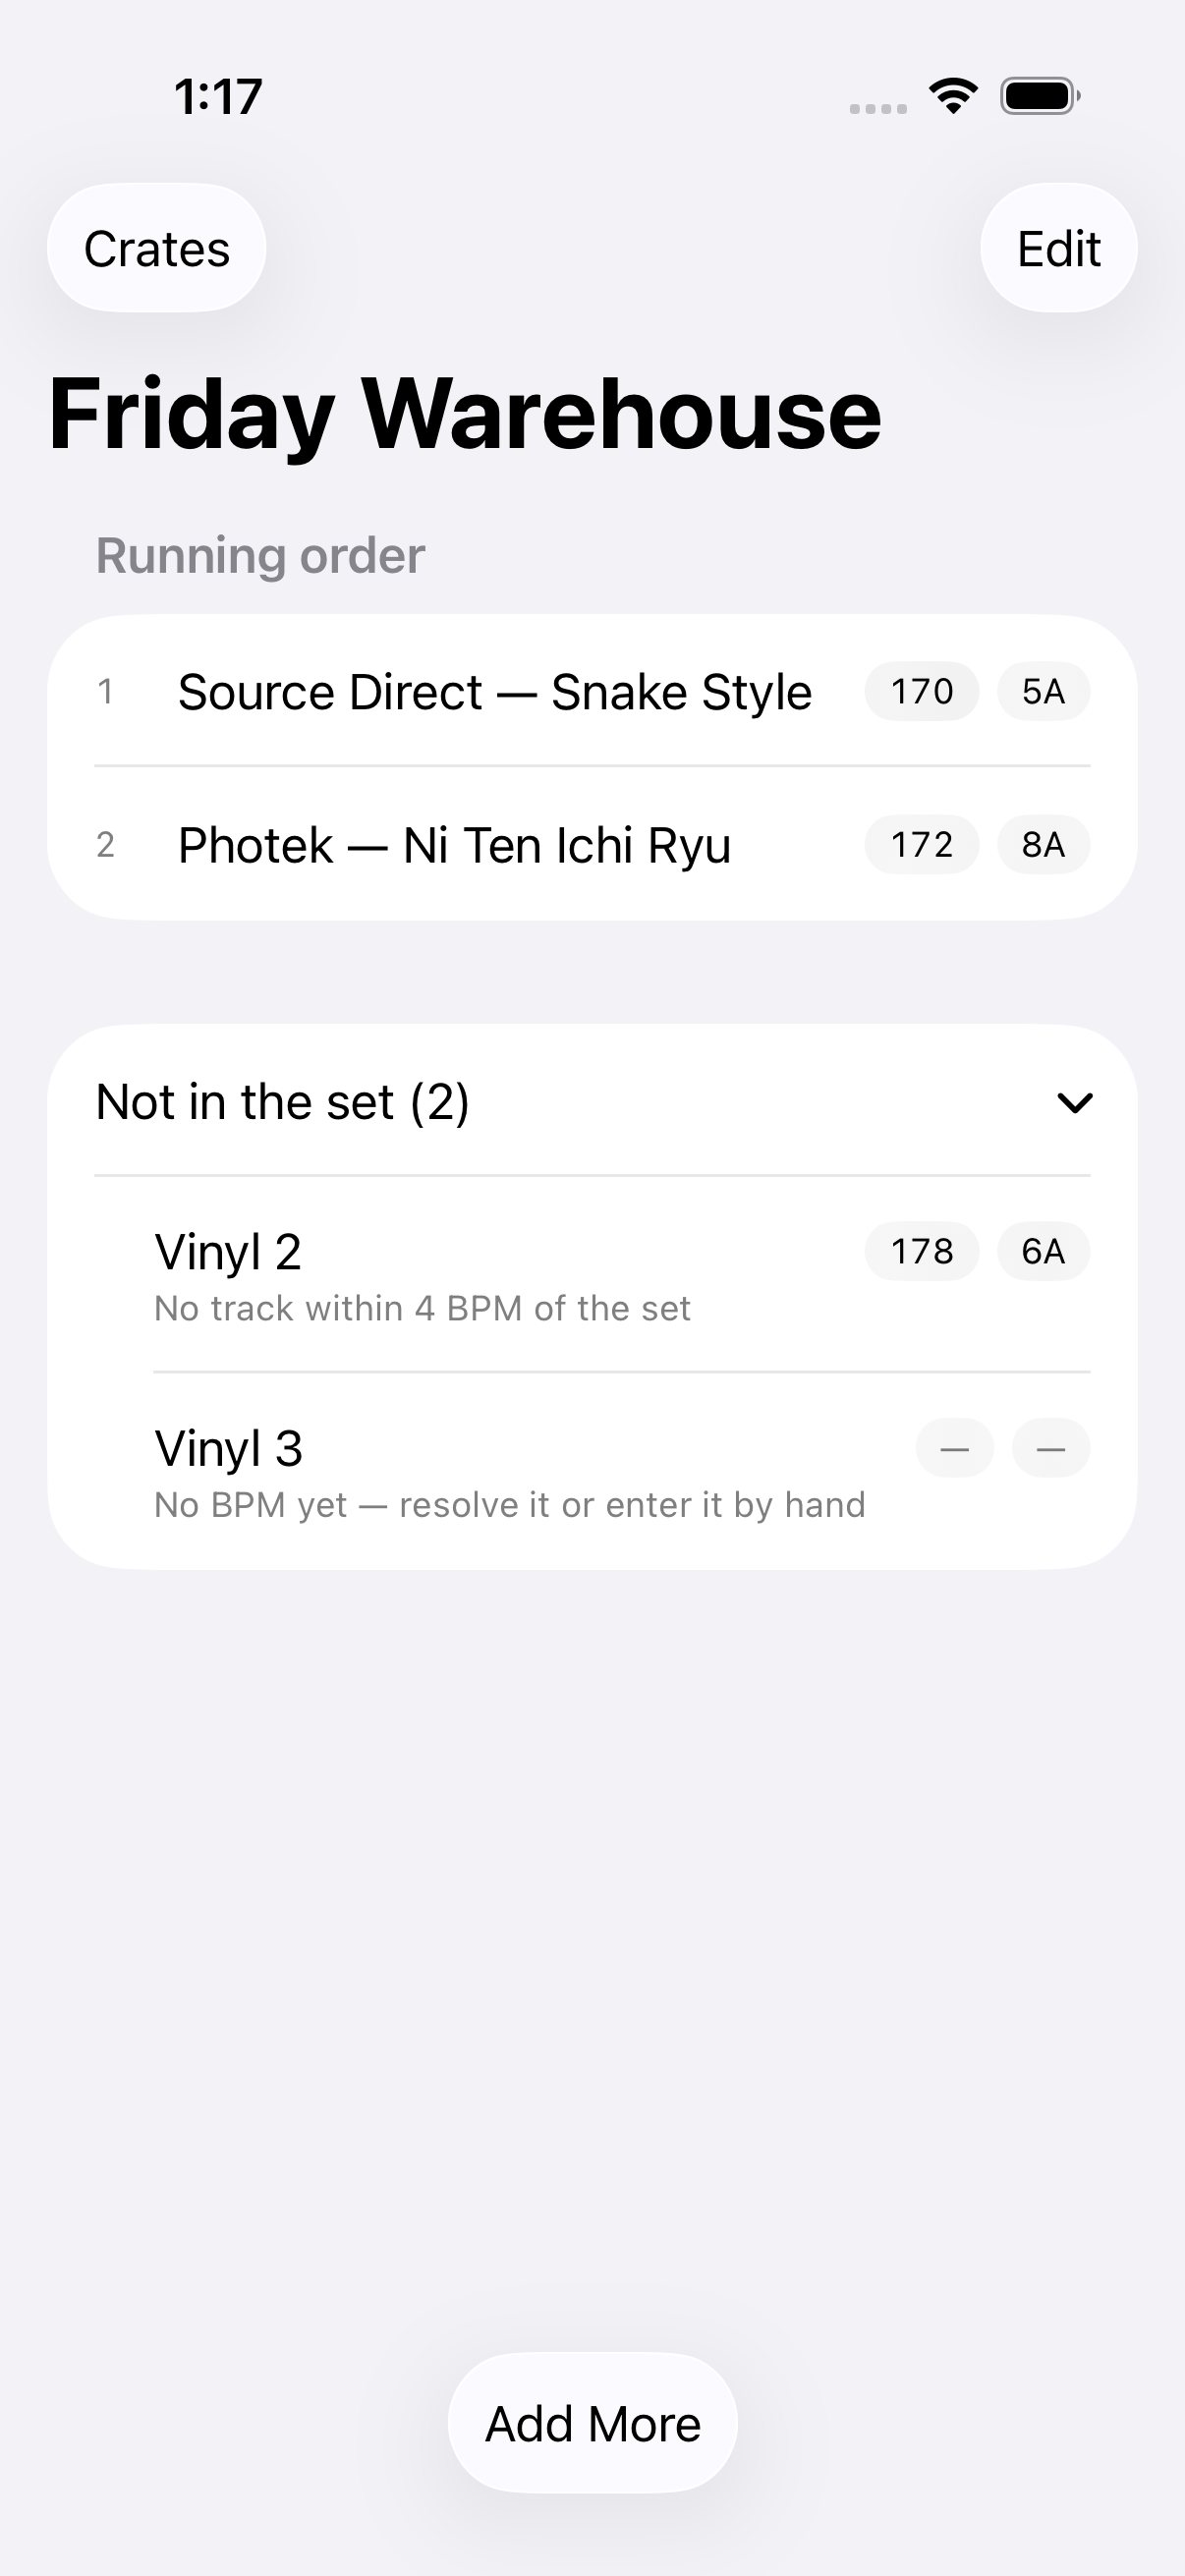 1:17
Crates
Edit
Friday Warehouse
Running order
1 Source Direct — Snake Style 170 5A
2 Photek — Ni Ten Ichi Ryu 172 8A
Not in the set (2)
Vinyl 2 178 6A
No track within 4 BPM of the set
Vinyl 3 — —
No BPM yet — resolve it or enter it by hand
Add More